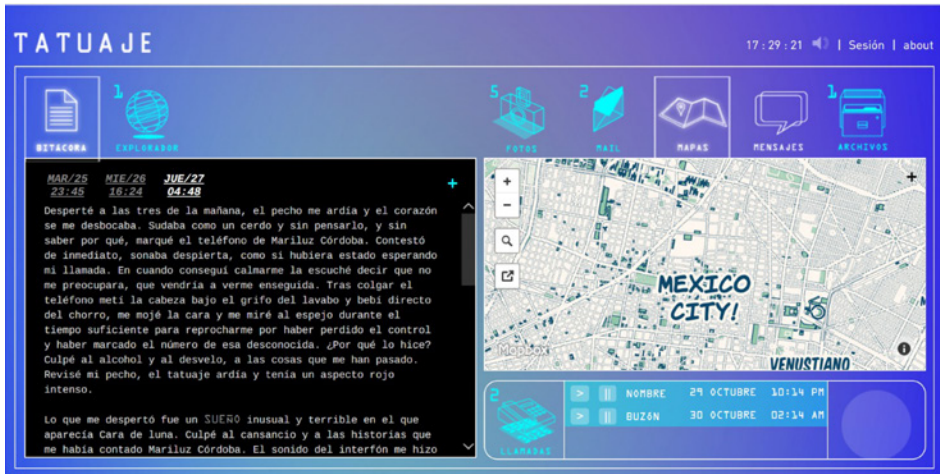 TATUAJE
17:29:21 | Sesión | about
1
5
2
1
BITÁCORA
EXPLORADOR
FOTOS
MAIL
MAPAS
MENSAJES
ARCHIVOS
MAR/25 MIE/26 JUE/27 +
23:45 16:24 04:48
Desperté a las tres de la mañana, el pecho me ardía y el corazón
se me desbocaba. Sudaba como un cerdo y sin pensarlo, y sin
saber por qué, marqué el teléfono de Mariluz Córdoba. Contestó
de inmediato, sonaba despierta, como si hubiera estado esperando
mi llamada. En cuanto conseguí calmarme la escuché decir que no
me preocupara, que vendría a verme enseguida. Tras colgar el
teléfono metí la cabeza bajo el grifo del lavabo y bebí directo
del chorro, me mojé la cara y me miré al espejo durante el
tiempo suficiente para reprocharme por haber perdido el control
y haber marcado el número de esa desconocida. ¿Por qué lo hice?
Culpé al alcohol y al desvelo, a las cosas que me han pasado.
Revisé mi pecho, el tatuaje ardía y tenía un aspecto rojo
intenso.
Lo que me despertó fue un SUEÑO inusual y terrible en el que
aparecía Cara de luna. Culpé al cansancio y a las historias que
me había contado Mariluz Córdoba. El sonido del interfón me hizo
+
+
-
MEXICO
CITY!
Mapbox
VENUSTIANO
i
2
LLAMADAS
> || NOMBRE 29 OCTUBRE 10:14 PM
> || BUZÓN 30 OCTUBRE 02:14 AM